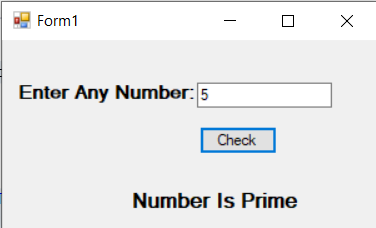 Form1
Enter Any Number: 5
Check
Number Is Prime